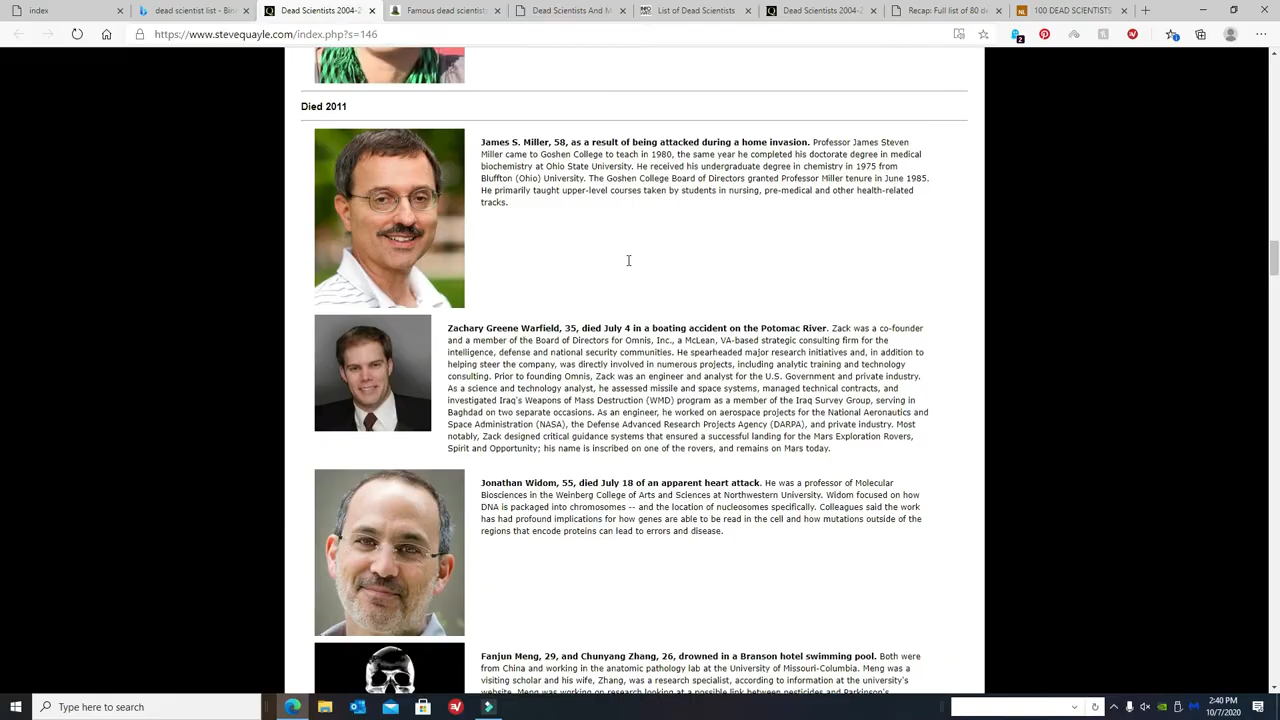 index
dead scientist list - Bin
Dead Scientists 2004-2
Famous dead scientists
Dead Scientists And M
List of Dead Scientists
Dead Scientists 2004-2
Recap: Full list of 80 de
100 DEAD SCIENTISTS
https://www.stevequayle.com/index.php?s=146
Died 2011
James S. Miller, 58, as a result of being attacked during a home invasion. Professor James Steven
Miller came to Goshen College to teach in 1980, the same year he completed his doctorate degree in medical
biochemistry at Ohio State University. He received his undergraduate degree in chemistry in 1975 from
Bluffton (Ohio) University. The Goshen College Board of Directors granted Professor Miller tenure in June 1985.
He primarily taught upper-level courses taken by students in nursing, pre-medical and other health-related
tracks.
Zachary Greene Warfield, 35, died July 4 in a boating accident on the Potomac River. Zack was a co-founder
and a member of the Board of Directors for Omnis, Inc., a McLean, VA-based strategic consulting firm for the
intelligence, defense and national security communities. He spearheaded major research initiatives and, in addition to
helping steer the company, was directly involved in numerous projects, including analytic training and technology
consulting. Prior to founding Omnis, Zack was an engineer and analyst for the U.S. Government and private industry.
As a science and technology analyst, he assessed missile and space systems, managed technical contracts, and
investigated Iraq's Weapons of Mass Destruction (WMD) program as a member of the Iraq Survey Group, serving in
Baghdad on two separate occasions. As an engineer, he worked on aerospace projects for the National Aeronautics and
Space Administration (NASA), the Defense Advanced Research Projects Agency (DARPA), and private industry. Most
notably, Zack designed critical guidance systems that ensured a successful landing for the Mars Exploration Rovers,
Spirit and Opportunity; his name is inscribed on one of the rovers, and remains on Mars today.
Jonathan Widom, 55, died July 18 of an apparent heart attack. He was a professor of Molecular
Biosciences in the Weinberg College of Arts and Sciences at Northwestern University. Widom focused on how
DNA is packaged into chromosomes -- and the location of nucleosomes specifically. Colleagues said the work
has had profound implications for how genes are able to be read in the cell and how mutations outside of the
regions that encode proteins can lead to errors and disease.
Fanjun Meng, 29, and Chunyang Zhang, 26, drowned in a Branson hotel swimming pool. Both were
from China and working in the anatomic pathology lab at the University of Missouri-Columbia. Meng was a
visiting scholar and his wife, Zhang, was a research specialist, according to information at the university's
website. Meng was working on research looking at a possible link between pesticides and Parkinson's
Type here to search
2:40 PM
10/7/2020